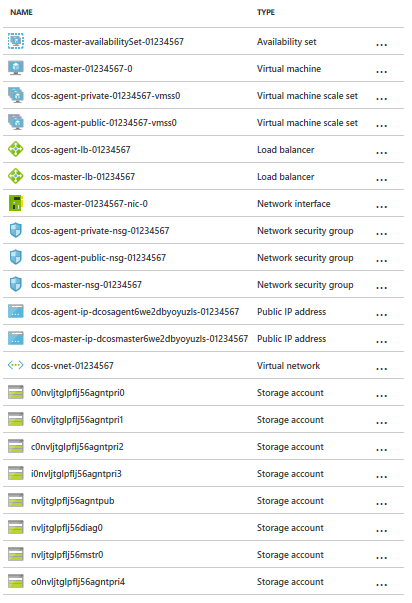 NAME TYPE
dcos-master-availabilitySet-01234567 Availability set ...
dcos-master-01234567-0 Virtual machine ...
dcos-agent-private-01234567-vmss0 Virtual machine scale set ...
dcos-agent-public-01234567-vmss0 Virtual machine scale set ...
dcos-agent-lb-01234567 Load balancer ...
dcos-master-lb-01234567 Load balancer ...
dcos-master-01234567-nic-0 Network interface ...
dcos-agent-private-nsg-01234567 Network security group ...
dcos-agent-public-nsg-01234567 Network security group ...
dcos-master-nsg-01234567 Network security group ...
dcos-agent-ip-dcosagent6we2dbyoyuzls-01234567 Public IP address ...
dcos-master-ip-dcosmaster6we2dbyoyuzls-01234567 Public IP address ...
dcos-vnet-01234567 Virtual network ...
00nvljtglpflj56agntpri0 Storage account ...
60nvljtglpflj56agntpri1 Storage account ...
c0nvljtglpflj56agntpri2 Storage account ...
i0nvljtglpflj56agntpri3 Storage account ...
nvljtglpflj56agntpub Storage account ...
nvljtglpflj56diag0 Storage account ...
nvljtglpflj56mstr0 Storage account ...
o0nvljtglpflj56agntpri4 Storage account ...